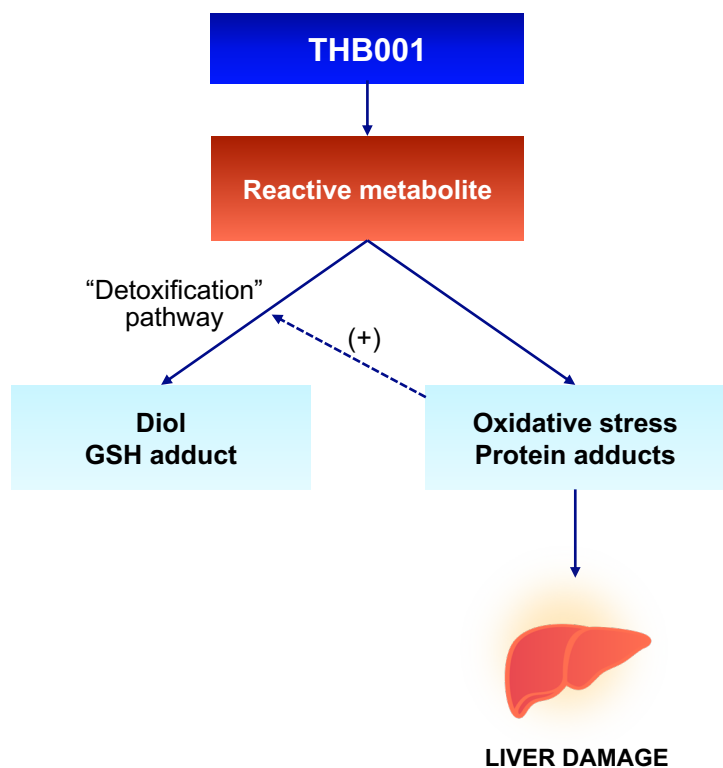 THB001
Reactive metabolite
“Detoxification”
pathway
(+)
Diol
GSH adduct
Oxidative stress
Protein adducts
LIVER DAMAGE